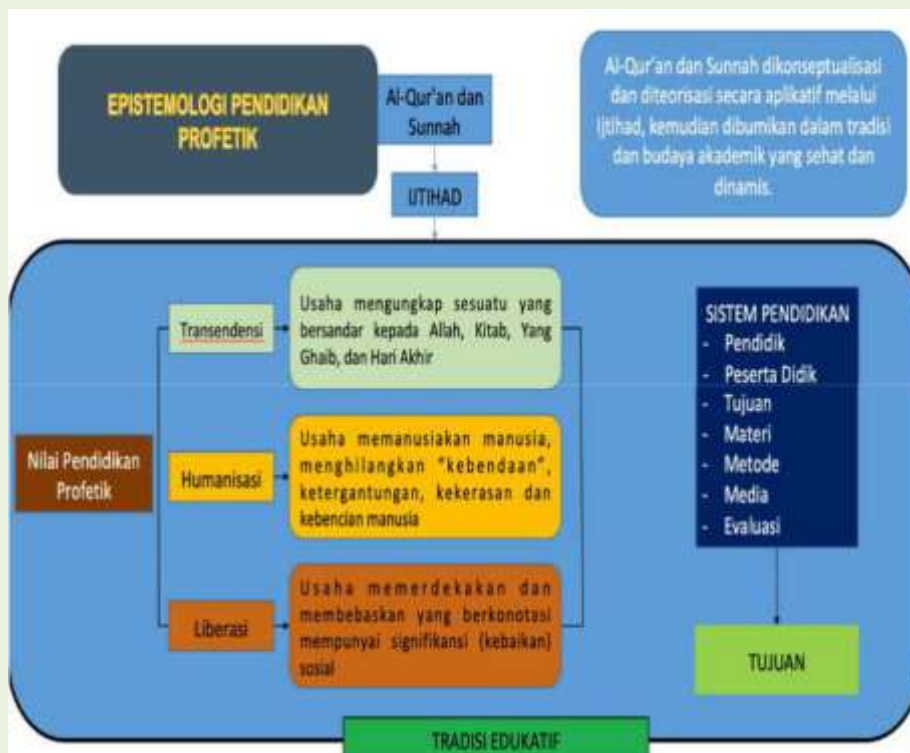 EPISTEMOLOGI PENDIDIKAN
PROFETIK
Al-Qur'an dan
Sunnah
IJTIHAD
Al-Qur'an dan Sunnah dikonseptualisasi
dan diteorisasi secara aplikatif melalui
Ijtihad, kemudian dibumikan dalam tradisi
dan budaya akademik yang sehat dan
dinamis.
Nilai Pendidikan
Profetik
Transendensi
Usaha mengungkap sesuatu yang
bersandar kepada Allah, Kitab, Yang
Ghaib, dan Hari Akhir
Humanisasi
Usaha memanusiakan manusia,
menghilangkan "kebendaan",
ketergantungan, kekerasan dan
kebencian manusia
Liberasi
Usaha memerdekakan dan
membebaskan yang berkonotasi
mempunyai signifikansi (kebaikan)
sosial
SISTEM PENDIDIKAN
- Pendidik
- Peserta Didik
- Tujuan
- Materi
- Metode
- Media
- Evaluasi
TUJUAN
TRADISI EDUKATIF